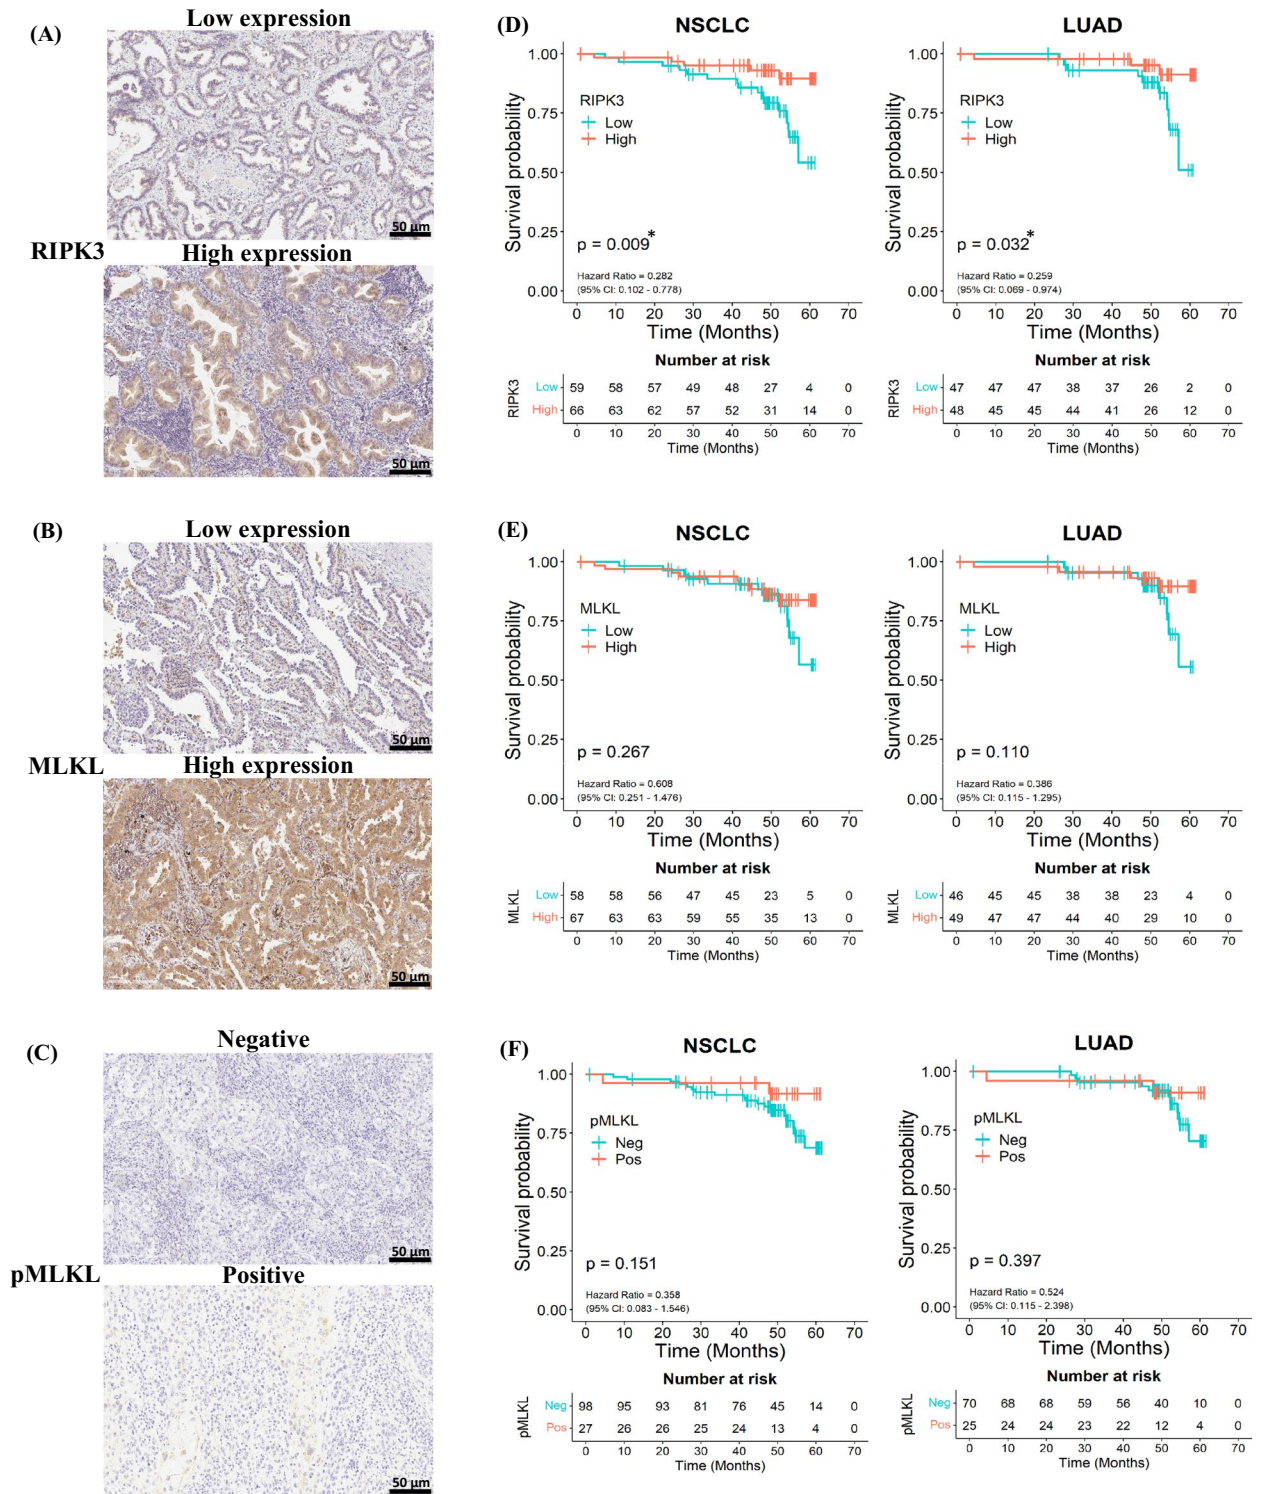 (A)
Low expression
50 µm
RIPK3
High expression
50 µm
(B)
Low expression
50 µm
MLKL
High expression
50 µm
(C)
Negative
50 µm
pMLKL
Positive
50 µm
(D)
NSCLC
Survival probability
1.00
0.75
0.50
0.25
0.00
RIPK3
Low
High
p = 0.009*
Hazard Ratio = 0.282
(95% CI: 0.102 - 0.778)
0 10 20 30 40 50 60 70
Time (Months)
Number at risk
RIPK3
Low 59 58 57 49 48 27 4 0
High 66 63 62 57 52 31 14 0
0 10 20 30 40 50 60 70
Time (Months)
LUAD
Survival probability
1.00
0.75
0.50
0.25
0.00
RIPK3
Low
High
p = 0.032*
Hazard Ratio = 0.259
(95% CI: 0.069 - 0.974)
0 10 20 30 40 50 60 70
Time (Months)
Number at risk
RIPK3
Low 47 47 47 38 37 26 2 0
High 48 45 45 44 41 26 12 0
0 10 20 30 40 50 60 70
Time (Months)
(E)
NSCLC
Survival probability
1.00
0.75
0.50
0.25
0.00
MLKL
Low
High
p = 0.267
Hazard Ratio = 0.608
(95% CI: 0.251 - 1.476)
0 10 20 30 40 50 60 70
Time (Months)
Number at risk
MLKL
Low 58 58 56 47 45 23 5 0
High 67 63 63 59 55 35 13 0
0 10 20 30 40 50 60 70
Time (Months)
LUAD
Survival probability
1.00
0.75
0.50
0.25
0.00
MLKL
Low
High
p = 0.110
Hazard Ratio = 0.386
(95% CI: 0.115 - 1.295)
0 10 20 30 40 50 60 70
Time (Months)
Number at risk
MLKL
Low 46 45 45 38 38 23 4 0
High 49 47 47 44 40 29 10 0
0 10 20 30 40 50 60 70
Time (Months)
(F)
NSCLC
Survival probability
1.00
0.75
0.50
0.25
0.00
pMLKL
Neg
Pos
p = 0.151
Hazard Ratio = 0.358
(95% CI: 0.083 - 1.546)
0 10 20 30 40 50 60 70
Time (Months)
Number at risk
pMLKL
Neg 98 95 93 81 76 45 14 0
Pos 27 26 26 25 24 13 4 0
0 10 20 30 40 50 60 70
Time (Months)
LUAD
Survival probability
1.00
0.75
0.50
0.25
0.00
pMLKL
Neg
Pos
p = 0.397
Hazard Ratio = 0.524
(95% CI: 0.115 - 2.398)
0 10 20 30 40 50 60 70
Time (Months)
Number at risk
pMLKL
Neg 70 68 68 59 56 40 10 0
Pos 25 24 24 23 22 12 4 0
0 10 20 30 40 50 60 70
Time (Months)